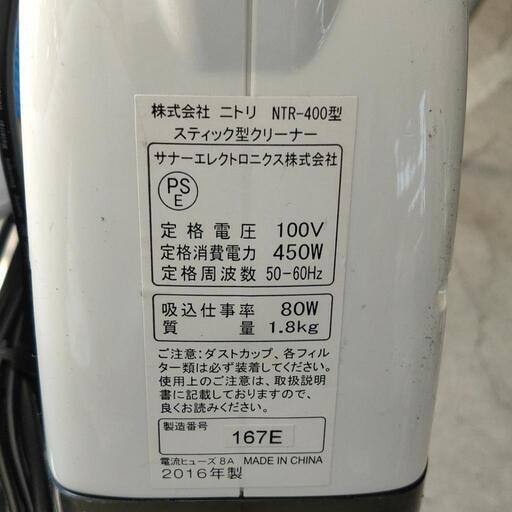 株式会社 ニトリ NTR-400型
スティック型クリーナー
サナーエレクトロニクス株式会社
PS
E
定格電圧 100V
定格消費電力 450W
定格周波数 50-60Hz
吸込仕事率 80W
質量 1.8kg
ご注意:ダストカップ、各フィル
ター類は必ず装着してください。
使用上のご注意は、取扱説明
書に記載しておりますので、
良くお読みください。
製造番号 167E
電流ヒューズ 8A MADE IN CHINA
2016年製